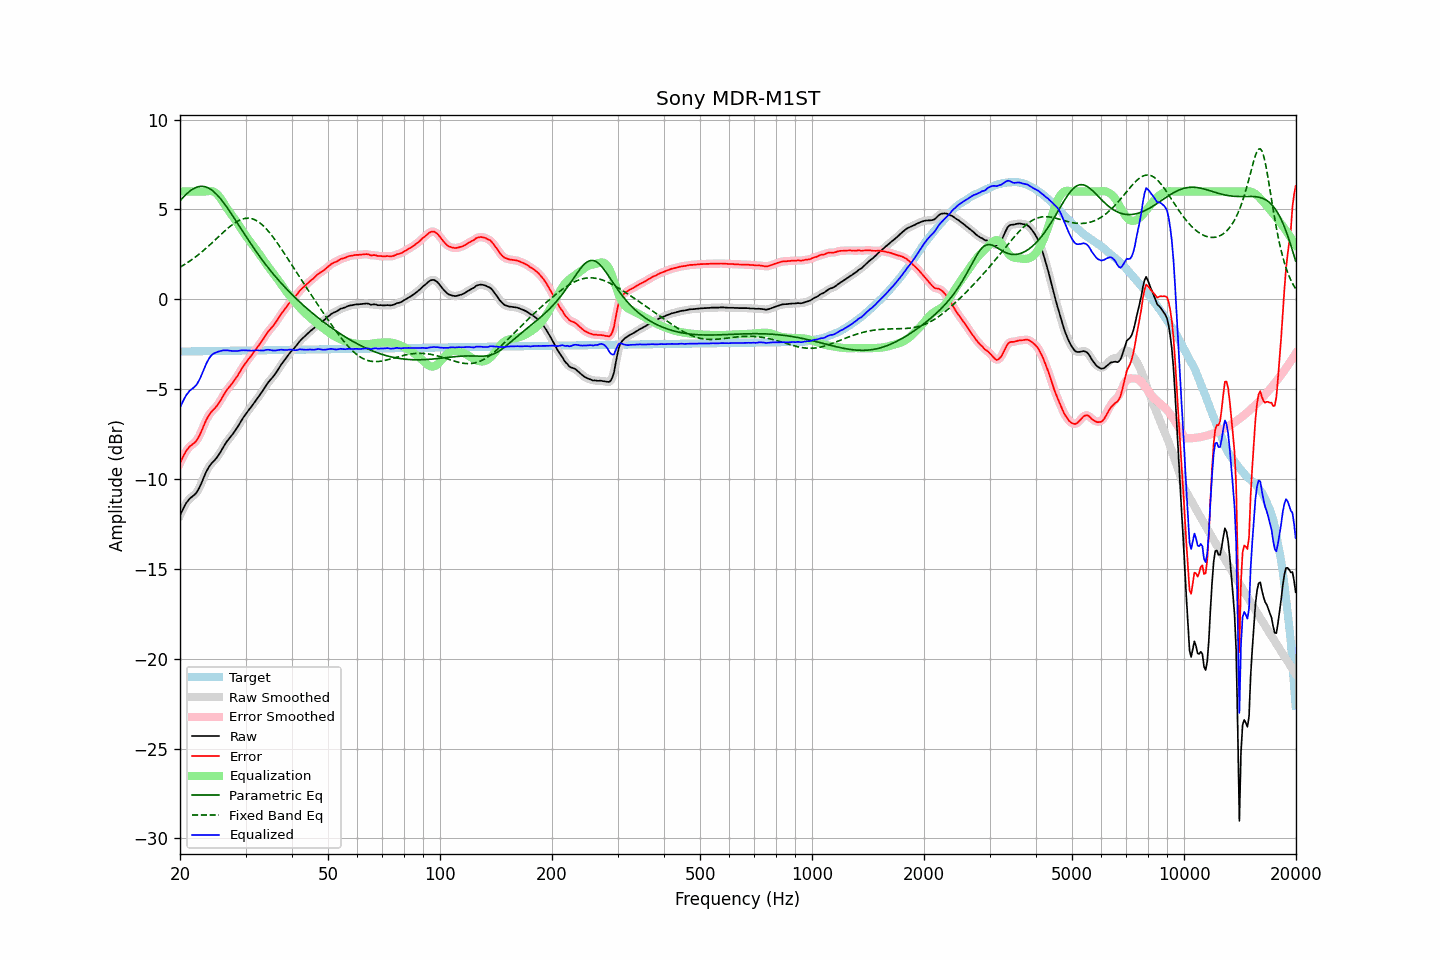 Sony MDR-M1ST
10
5
0
−5
−10
−15
−20
−25
−30
Amplitude (dBr)
Target
Raw Smoothed
Error Smoothed
Raw
Error
Equalization
Parametric Eq
Fixed Band Eq
Equalized
20 50 100 200 500 1000 2000 5000 10000 20000
Frequency (Hz)